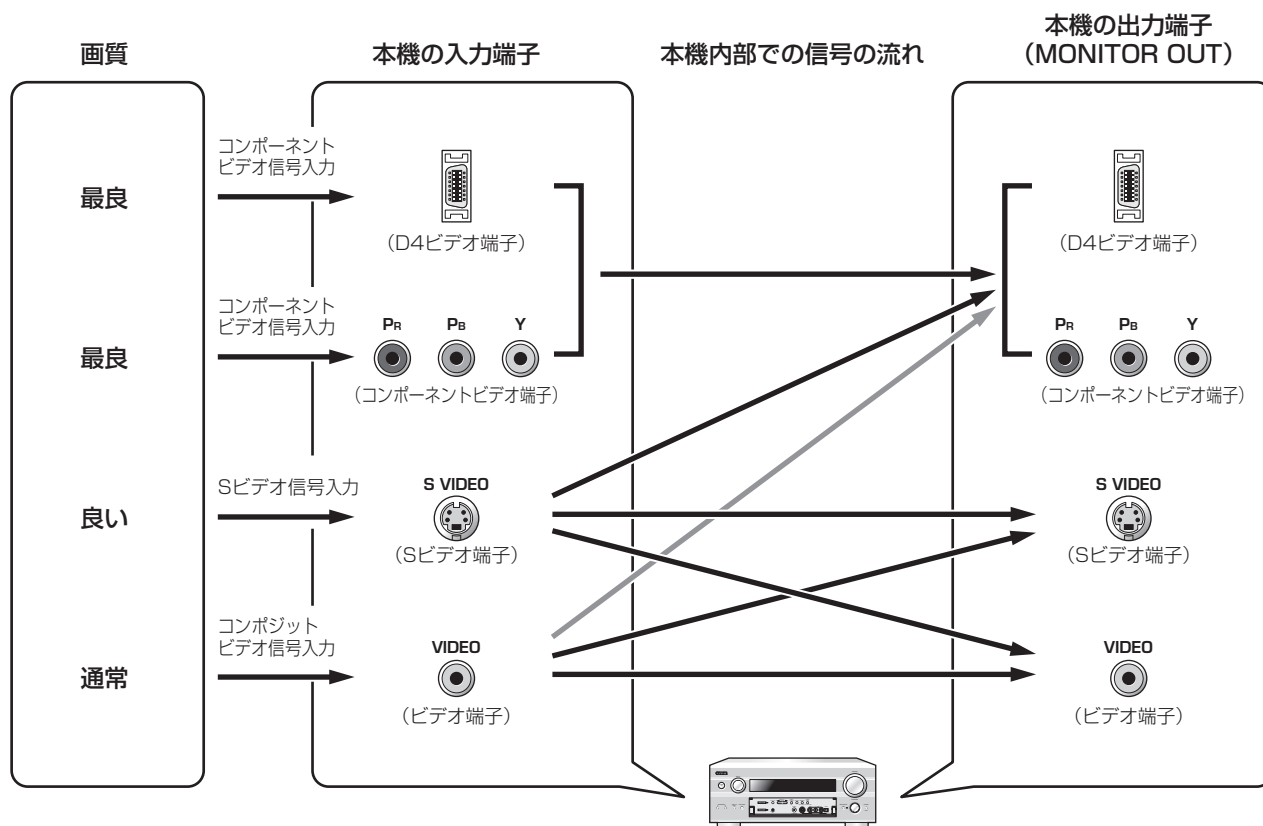 画質
本機の入力端子
本機内部での信号の流れ
本機の出力端子
（MONITOR OUT）
最良
コンポーネント
ビデオ信号入力
（D4ビデオ端子）
（D4ビデオ端子）
最良
コンポーネント
ビデオ信号入力
PR PB Y
（コンポーネントビデオ端子）
PR PB Y
（コンポーネントビデオ端子）
良い
Sビデオ信号入力
S VIDEO
（Sビデオ端子）
S VIDEO
（Sビデオ端子）
通常
コンポジット
ビデオ信号入力
VIDEO
（ビデオ端子）
VIDEO
（ビデオ端子）